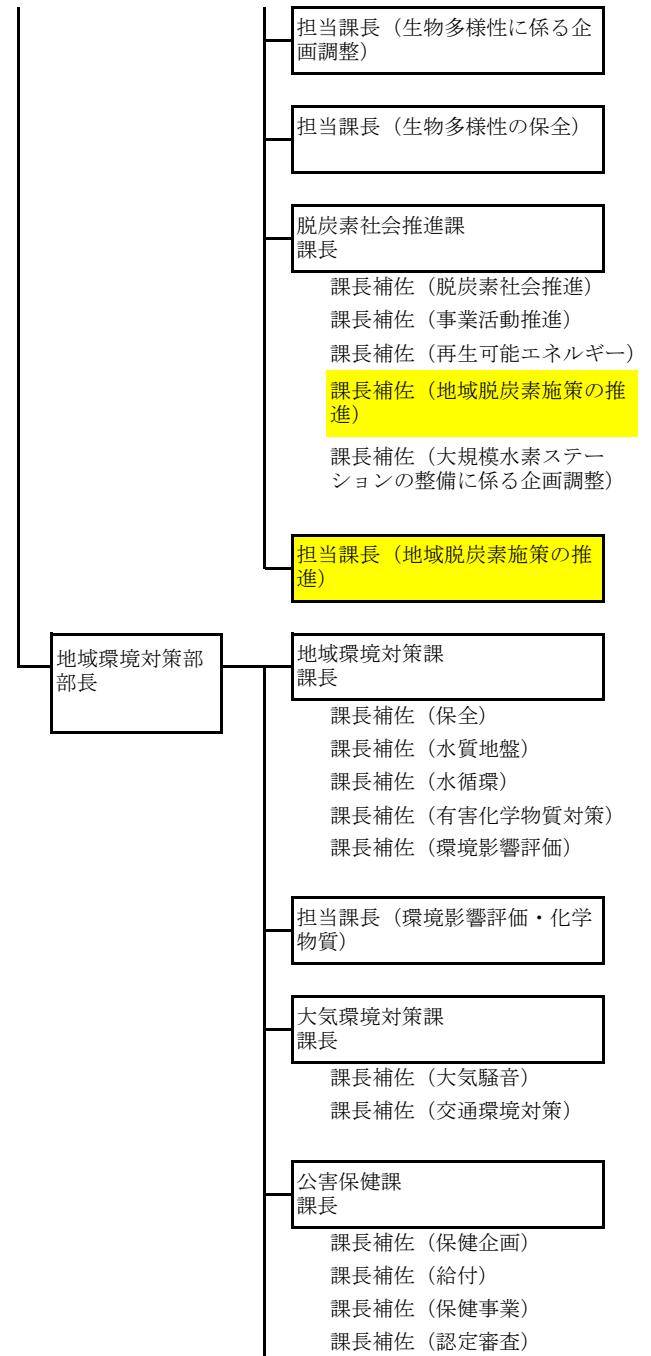 担当課長（生物多様性に係る企
画調整）
担当課長（生物多様性の保全）
脱炭素社会推進課
課長
課長補佐（脱炭素社会推進）
課長補佐（事業活動推進）
課長補佐（再生可能エネルギー）
課長補佐（地域脱炭素施策の推
進）
課長補佐（大規模水素ステー
ションの整備に係る企画調整）
担当課長（地域脱炭素施策の推
進）
地域環境対策部
部長
地域環境対策課
課長
課長補佐（保全）
課長補佐（水質地盤）
課長補佐（水循環）
課長補佐（有害化学物質対策）
課長補佐（環境影響評価）
担当課長（環境影響評価・化学
物質）
大気環境対策課
課長
課長補佐（大気騒音）
課長補佐（交通環境対策）
公害保健課
課長
課長補佐（保健企画）
課長補佐（給付）
課長補佐（保健事業）
課長補佐（認定審査）